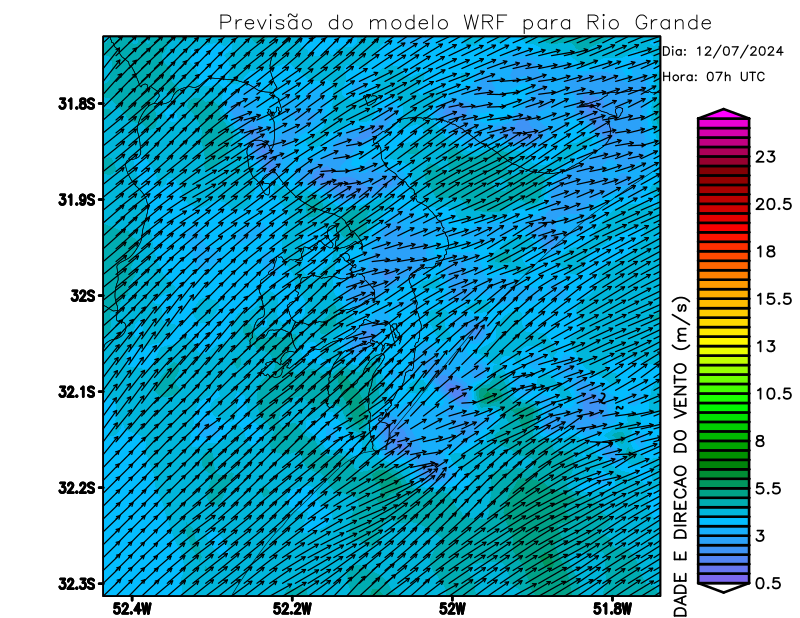 Previsão do modelo WRF para Rio Grande
Dia: 12/07/2024
Hora: 07h UTC
31.8S
31.9S
32S
32.1S
32.2S
32.3S
52.4W
52.2W
52W
51.8W
DADE E DIRECAO DO VENTO (m/s)
23
20.5
18
15.5
13
10.5
8
5.5
3
0.5